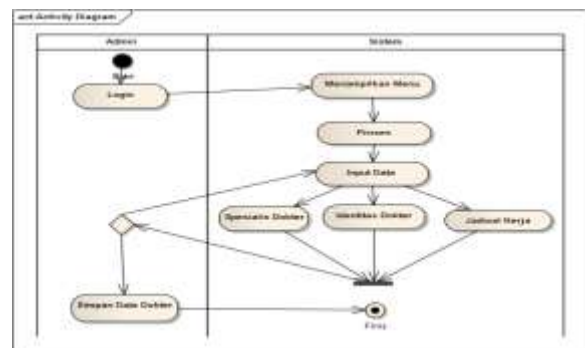 act Activity Diagram
Admin
Sistem
Start
Login
Menampilkan Menu
Proses
Input Data
Spesialis Dokter
Identitas Dokter
Jadwal Kerja
Simpan Data Dokter